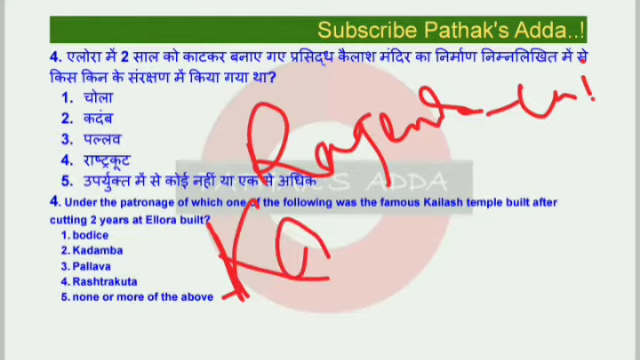 Subscribe Pathak's Adda..!
4. एलोरा में 2 साल को काटकर बनाए गए प्रसिद्ध कैलाश मंदिर का निर्माण निम्नलिखित में से
किस किन के संरक्षण में किया गया था?
1. चोला
2. कदंब
3. पल्लव
4. राष्ट्रकूट
5. उपर्युक्त में से कोई नहीं या एक से अधिक
ADDA
4. Under the patronage of which one of the following was the famous Kailash temple built after
cutting 2 years at Ellora built?
1. bodice
2. Kadamba
3. Pallava
4. Rashtrakuta
5. none or more of the above